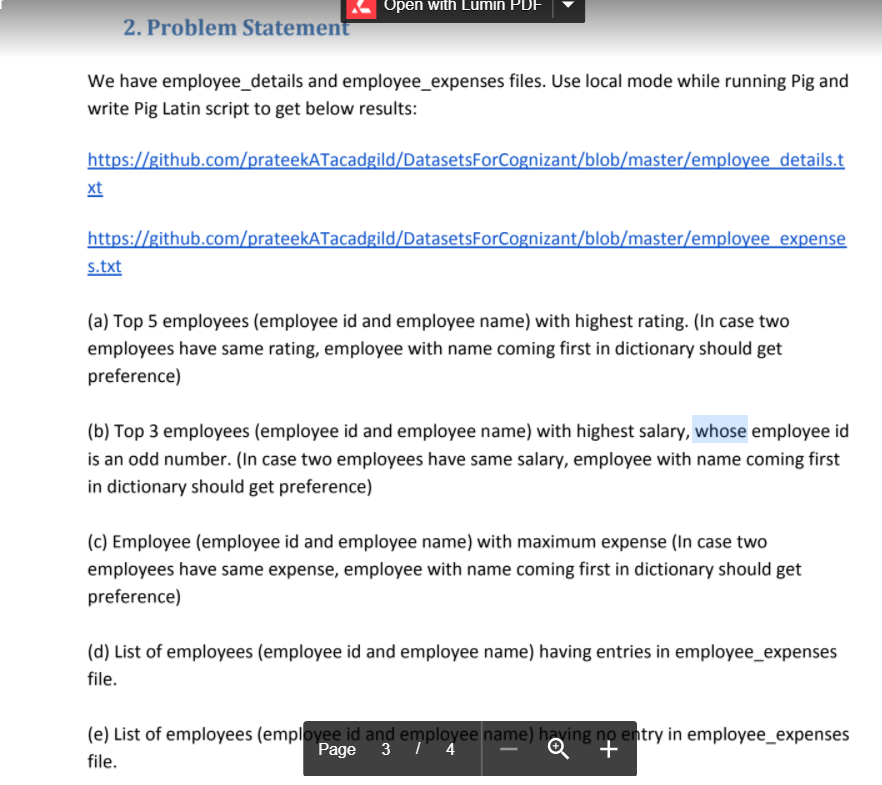 Open with Lumin PDF
2. Problem Statement
We have employee_details and employee_expenses files. Use local mode while running Pig and
write Pig Latin script to get below results:
https://github.com/prateekATacadgild/DatasetsForCognizant/blob/master/employee_details.t
xt
https://github.com/prateekATacadgild/DatasetsForCognizant/blob/master/employee_expense
s.txt
(a) Top 5 employees (employee id and employee name) with highest rating. (In case two
employees have same rating, employee with name coming first in dictionary should get
preference)
(b) Top 3 employees (employee id and employee name) with highest salary, whose employee id
is an odd number. (In case two employees have same salary, employee with name coming first
in dictionary should get preference)
(c) Employee (employee id and employee name) with maximum expense (In case two
employees have same expense, employee with name coming first in dictionary should get
preference)
(d) List of employees (employee id and employee name) having entries in employee_expenses
file.
(e) List of employees (employee id and employee name) having no entry in employee_expenses
file.
Page 3 / 4